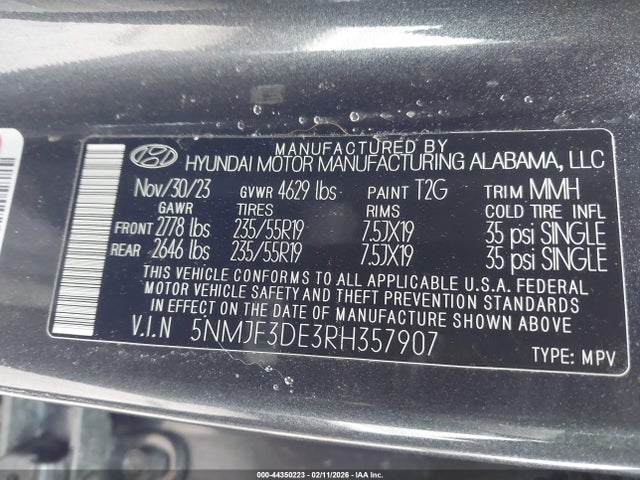 MANUFACTURED BY
HYUNDAI MOTOR MANUFACTURING ALABAMA, LLC
Nov/30/23 GVWR 4629 lbs PAINT T2G TRIM MMH
GAWR TIRES RIMS COLD TIRE INFL
FRONT 2778 lbs 235/55R19 7.5JX19 35 psi SINGLE
REAR 2646 lbs 235/55R19 7.5JX19 35 psi SINGLE
THIS VEHICLE CONFORMS TO ALL APPLICABLE U.S.A. FEDERAL
MOTOR VEHICLE SAFETY AND THEFT PREVENTION STANDARDS
IN EFFECT ON THE DATE OF MANUFACTURE SHOWN ABOVE
V.I.N 5NMJF3DE3RH357907
TYPE: MPV
000-44350223 - 02/11/2026 - © IAA Inc.